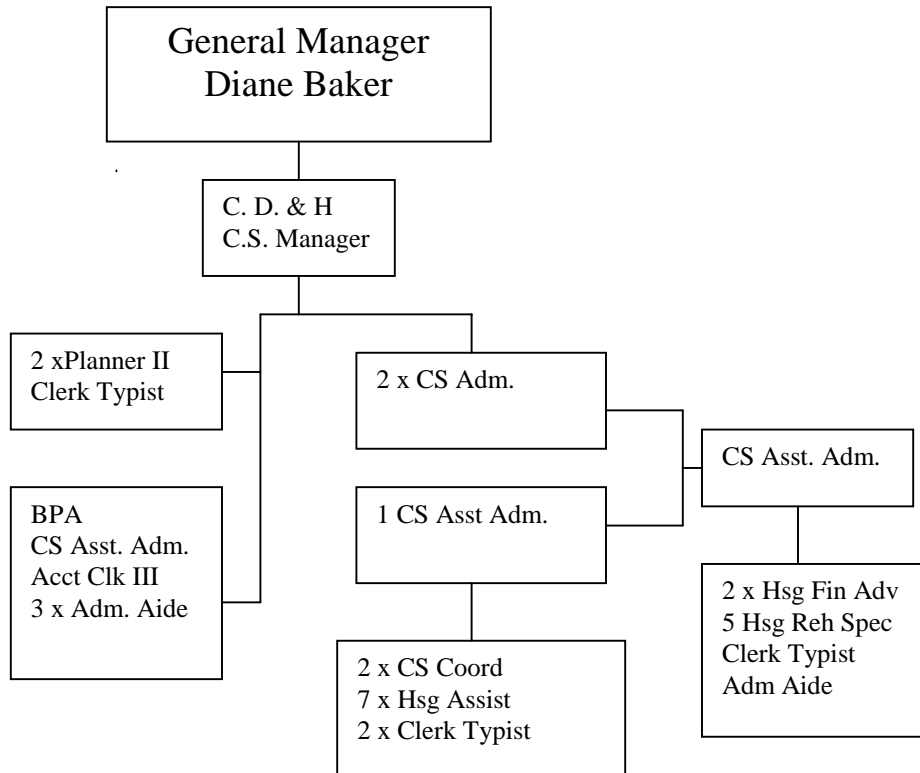 General Manager
Diane Baker
C. D. & H
C.S. Manager
2 xPlanner II
Clerk Typist
2 x CS Adm.
CS Asst. Adm.
BPA
CS Asst. Adm.
Acct Clk III
3 x Adm. Aide
1 CS Asst Adm.
2 x Hsg Fin Adv
5 Hsg Reh Spec
Clerk Typist
Adm Aide
2 x CS Coord
7 x Hsg Assist
2 x Clerk Typist